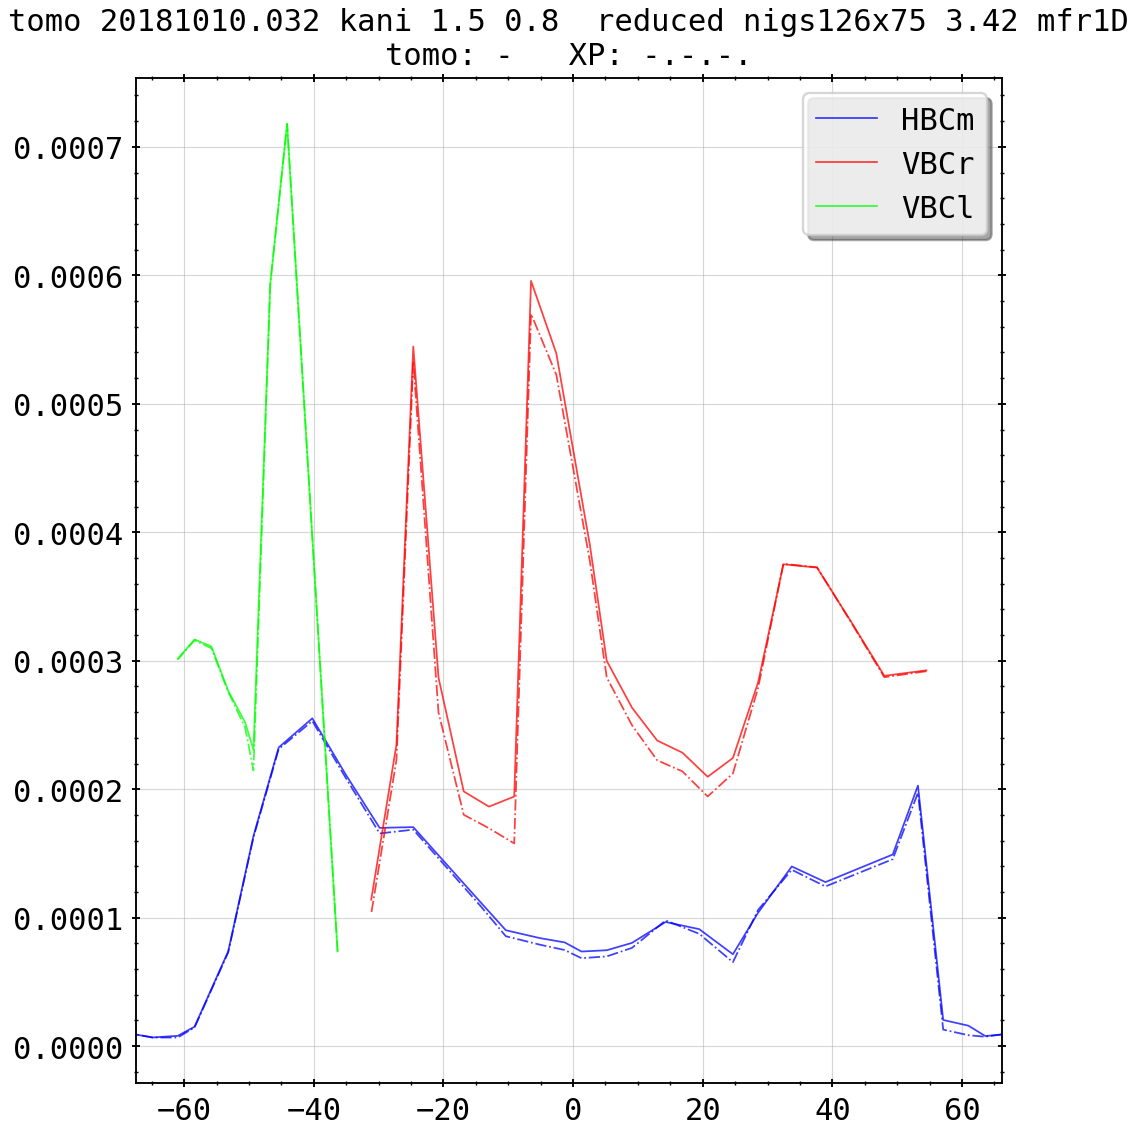 tomo 20181010.032 kani 1.5 0.8  reduced nigs126x75 3.42 mfr1D
tomo: -   XP: -.-.-.
HBCm
VBCr
VBCl
0.0007
0.0006
0.0005
0.0004
0.0003
0.0002
0.0001
0.0000
−60 −40 −20 0 20 40 60